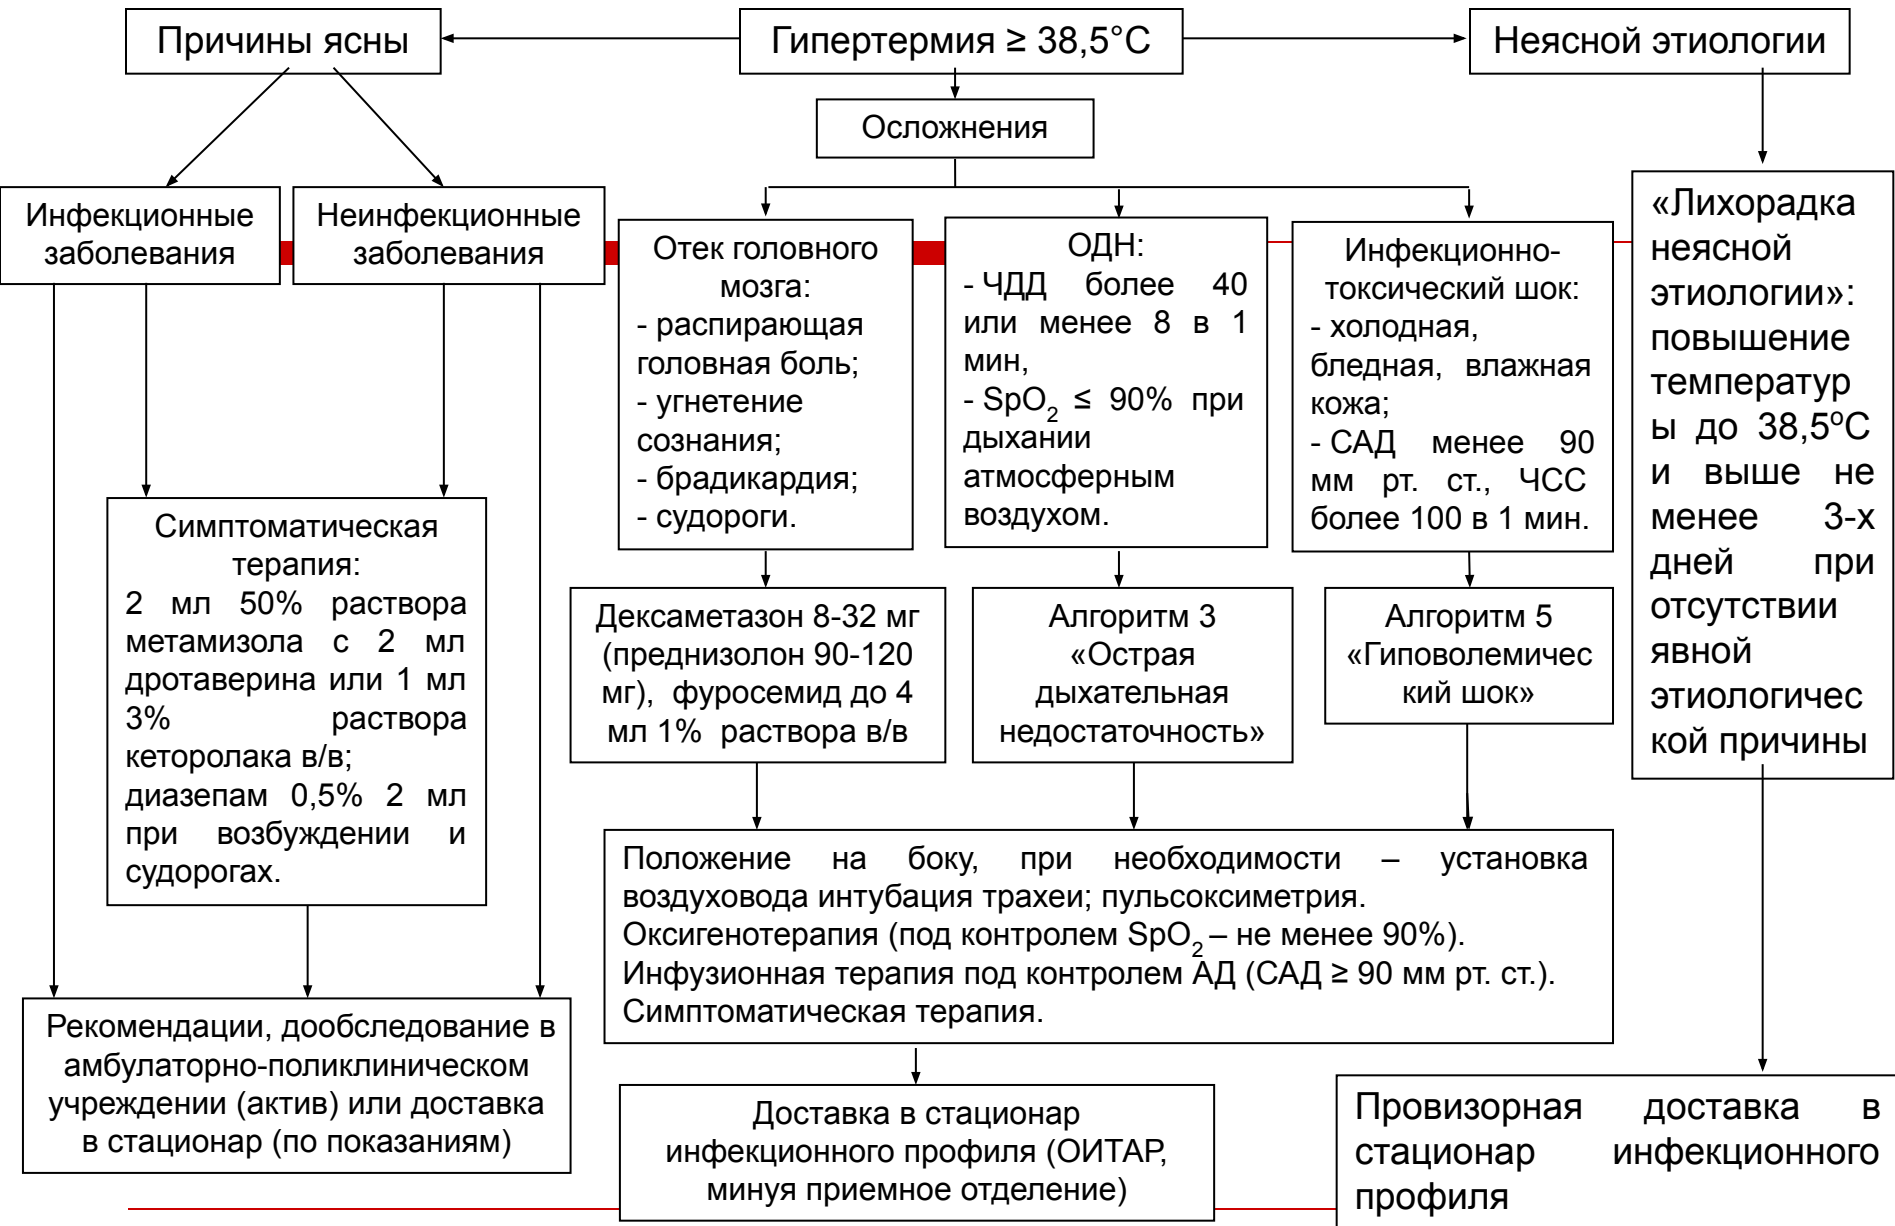 Причины ясны
Гипертермия ≥ 38,5°С
Неясной этиологии
Осложнения
Инфекционные
заболевания
Неинфекционные
заболевания
Отек головного
мозга:
- распирающая
головная боль;
- угнетение
сознания;
- брадикардия;
- судороги.
ОДН:
- ЧДД более 40
или менее 8 в 1
мин,
- SpO2 ≤ 90% при
дыхании
атмосферным
воздухом.
Инфекционно-
токсический шок:
- холодная,
бледная, влажная
кожа;
- САД менее 90
мм рт. ст., ЧСС
более 100 в 1 мин.
«Лихорадка
неясной
этиологии»:
повышение
температур
ы до 38,5ºС
и выше не
менее 3-х
дней при
отсутствии
явной
этиологичес
кой причины
Симптоматическая
терапия:
2 мл 50% раствора
метамизола с 2 мл
дротаверина или 1 мл
3% раствора
кеторолака в/в;
диазепам 0,5% 2 мл
при возбуждении и
судорогах.
Дексаметазон 8-32 мг
(преднизолон 90-120
мг), фуросемид до 4
мл 1% раствора в/в
Алгоритм 3
«Острая
дыхательная
недостаточность»
Алгоритм 5
«Гиповолемичес
кий шок»
Положение на боку, при необходимости – установка
воздуховода интубация трахеи; пульсоксиметрия.
Оксигенотерапия (под контролем SpO2 – не менее 90%).
Инфузионная терапия под контролем АД (САД ≥ 90 мм рт. ст.).
Симптоматическая терапия.
Рекомендации, дообследование в
амбулаторно-поликлиническом
учреждении (актив) или доставка
в стационар (по показаниям)
Доставка в стационар
инфекционного профиля (ОИТАР,
минуя приемное отделение)
Провизорная доставка в
стационар инфекционного
профиля